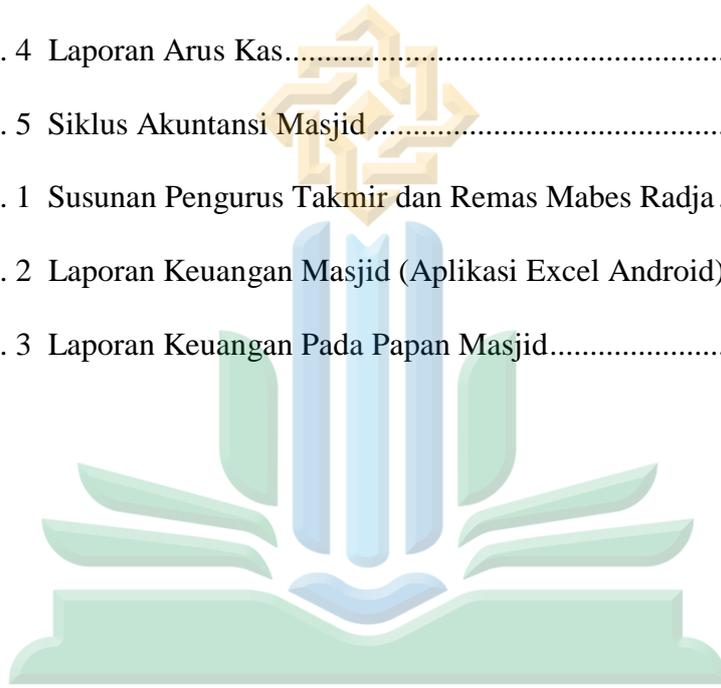 . 4 Laporan Arus Kas..................................................
. 5 Siklus Akuntansi Masjid ........................................
. 1 Susunan Pengurus Takmir dan Remas Mabes Radja .
. 2 Laporan Keuangan Masjid (Aplikasi Excel Android)
. 3 Laporan Keuangan Pada Papan Masjid....................